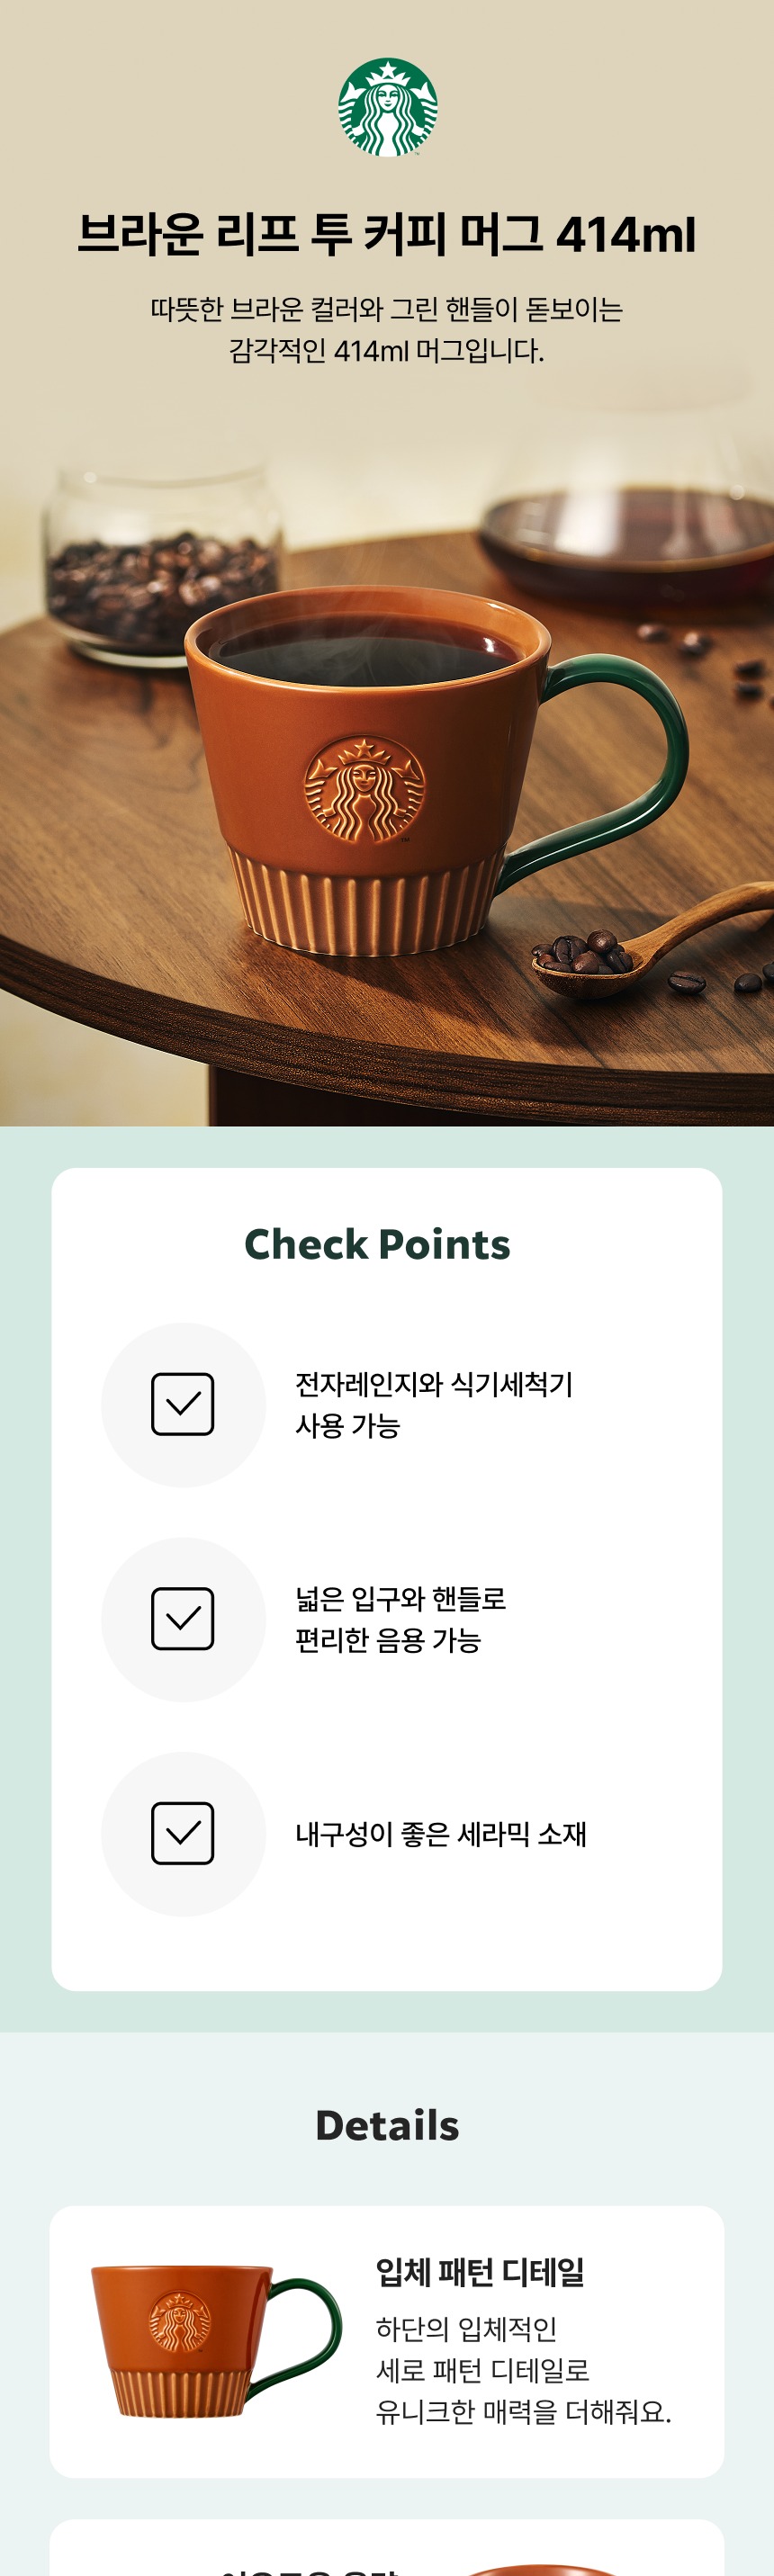 브라운 리프 투 커피 머그 414ml
따뜻한 브라운 컬러와 그린 핸들이 돋보이는
감각적인 414ml 머그입니다.
TM
TM
Check Points
전자레인지와 식기세척기
사용 가능
넓은 입구와 핸들로
편리한 음용 가능
내구성이 좋은 세라믹 소재
Details
입체 패턴 디테일
하단의 입체적인
세로 패턴 디테일로
유니크한 매력을 더해줘요.